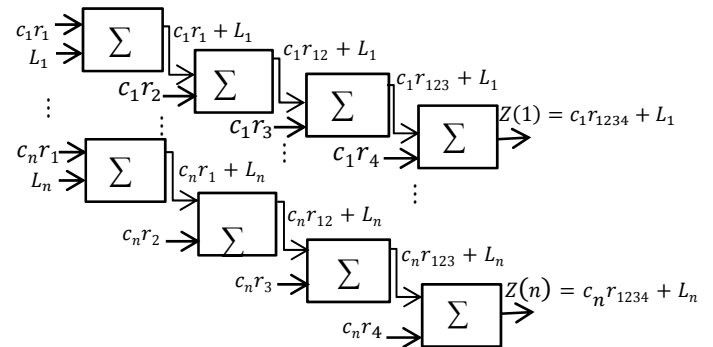 c₁r₁
L₁
∑
c₁r₁ + L₁
c₁r₂
∑
c₁r₁₂ + L₁
c₁r₃
∑
c₁r₁₂₃ + L₁
c₁r₄
∑
Z(1) = c₁r₁₂₃₄ + L₁
⋮
⋮
⋮
⋮
cₙr₁
Lₙ
∑
cₙr₁ + Lₙ
cₙr₂
∑
cₙr₁₂ + Lₙ
cₙr₃
∑
cₙr₁₂₃ + Lₙ
cₙr₄
∑
Z(n) = cₙr₁₂₃₄ + Lₙ